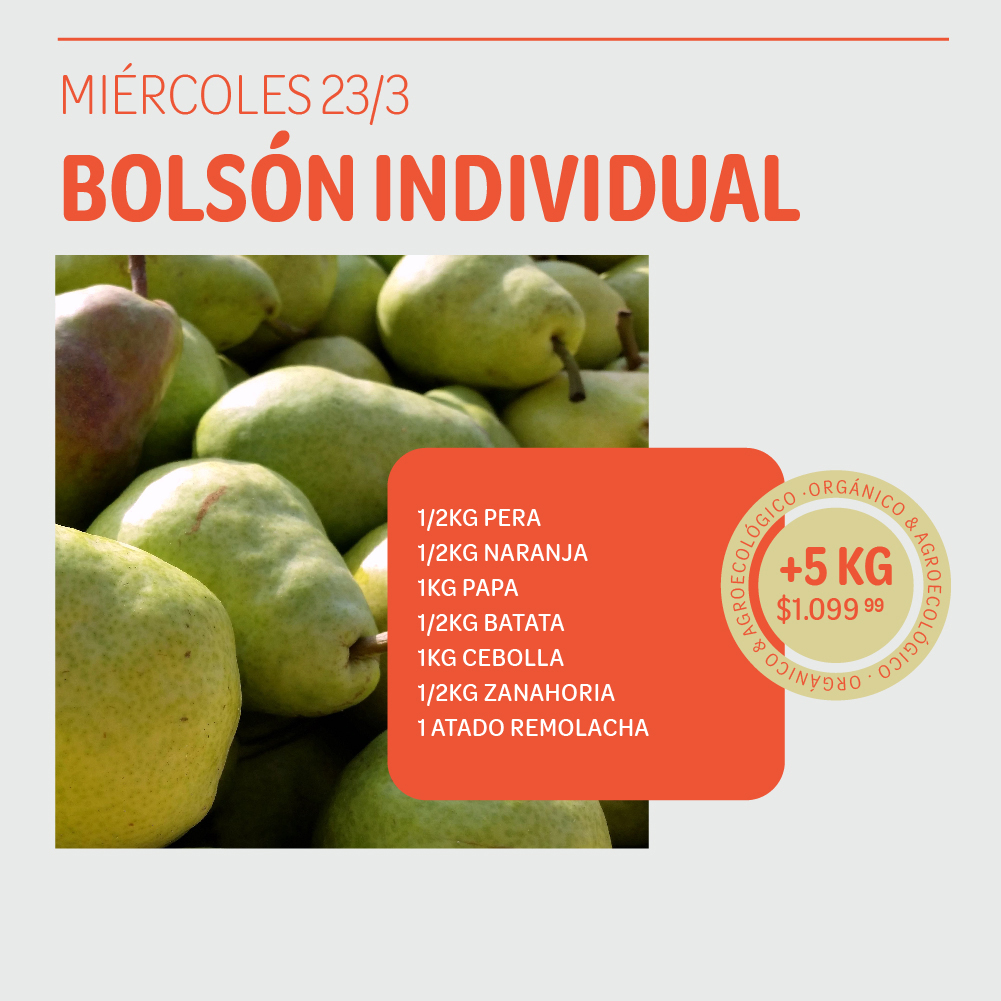 MIÉRCOLES 23/3
BOLSÓN INDIVIDUAL
1/2KG PERA
1/2KG NARANJA
1KG PAPA
1/2KG BATATA
1KG CEBOLLA
1/2KG ZANAHORIA
1 ATADO REMOLACHA
·ORGÁNICO & AGROECOLÓGICO · ORGÁNICO & AGROECOLÓGICO
+5 KG
$1.099 99